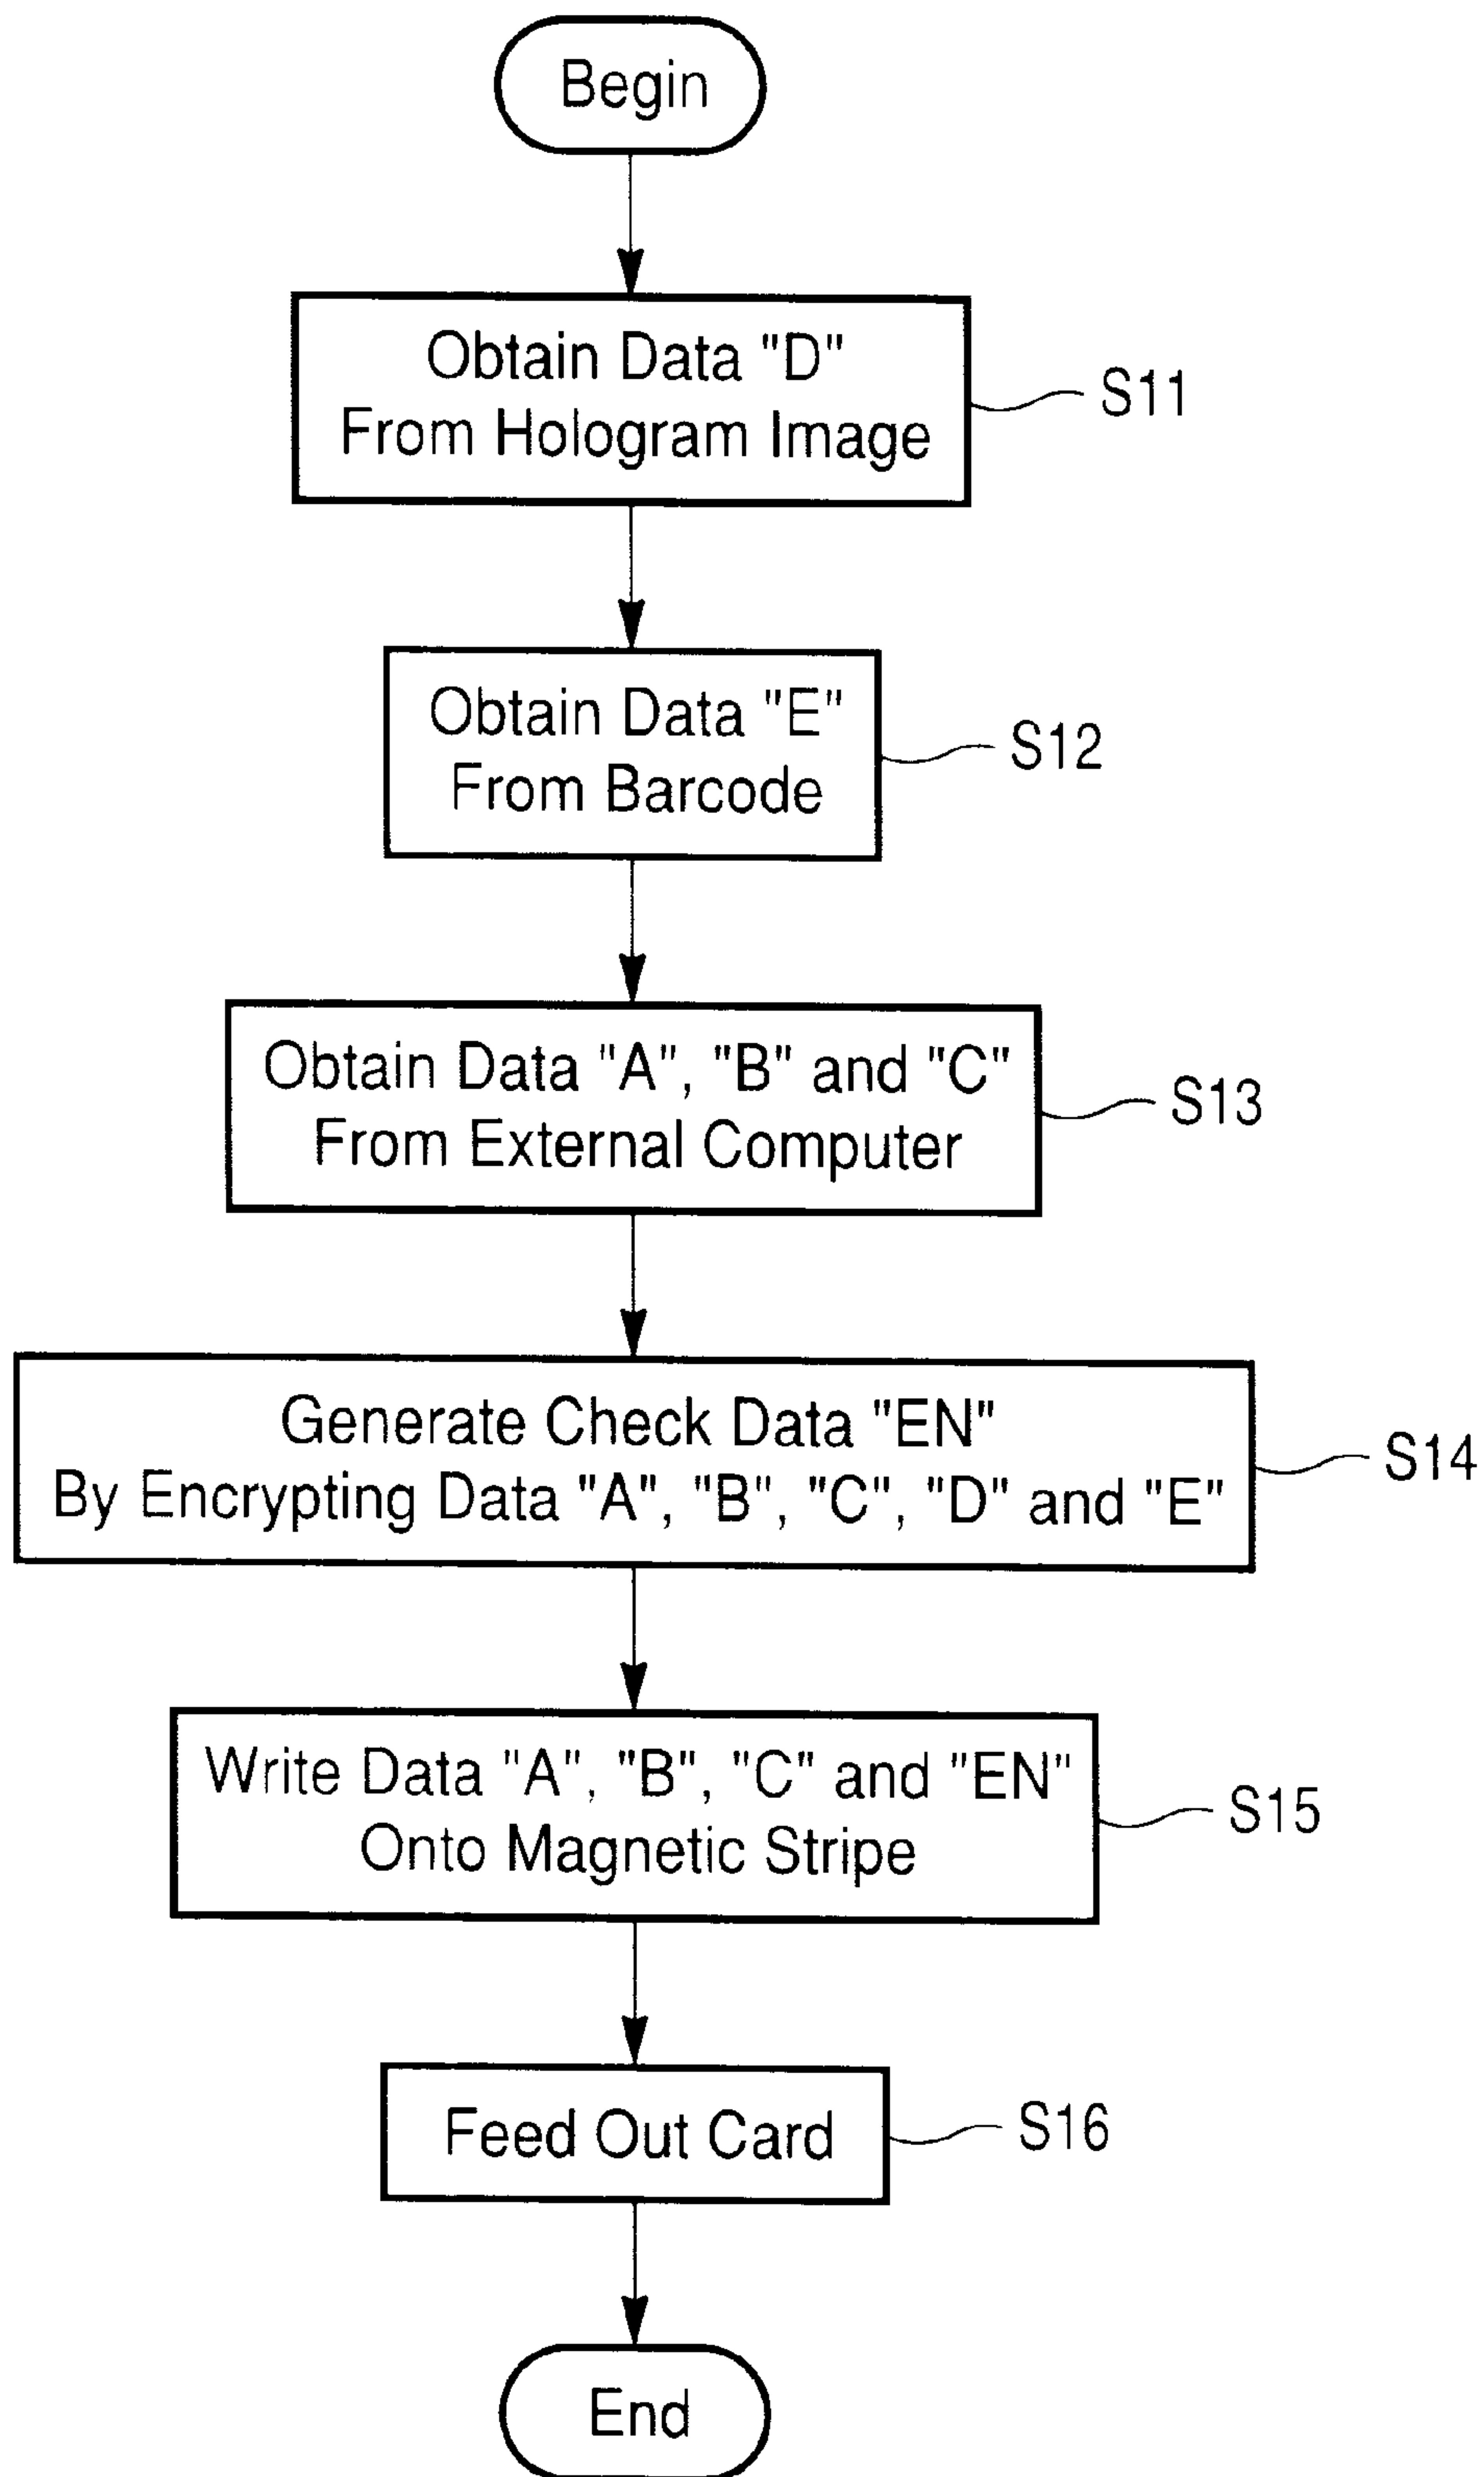 Begin
Obtain Data "D"
From Hologram Image
S11
Obtain Data "E"
From Barcode
S12
Obtain Data "A", "B" and "C"
From External Computer
S13
Generate Check Data "EN"
By Encrypting Data "A", "B", "C", "D" and "E"
S14
Write Data "A", "B", "C" and "EN"
Onto Magnetic Stripe
S15
Feed Out Card
S16
End